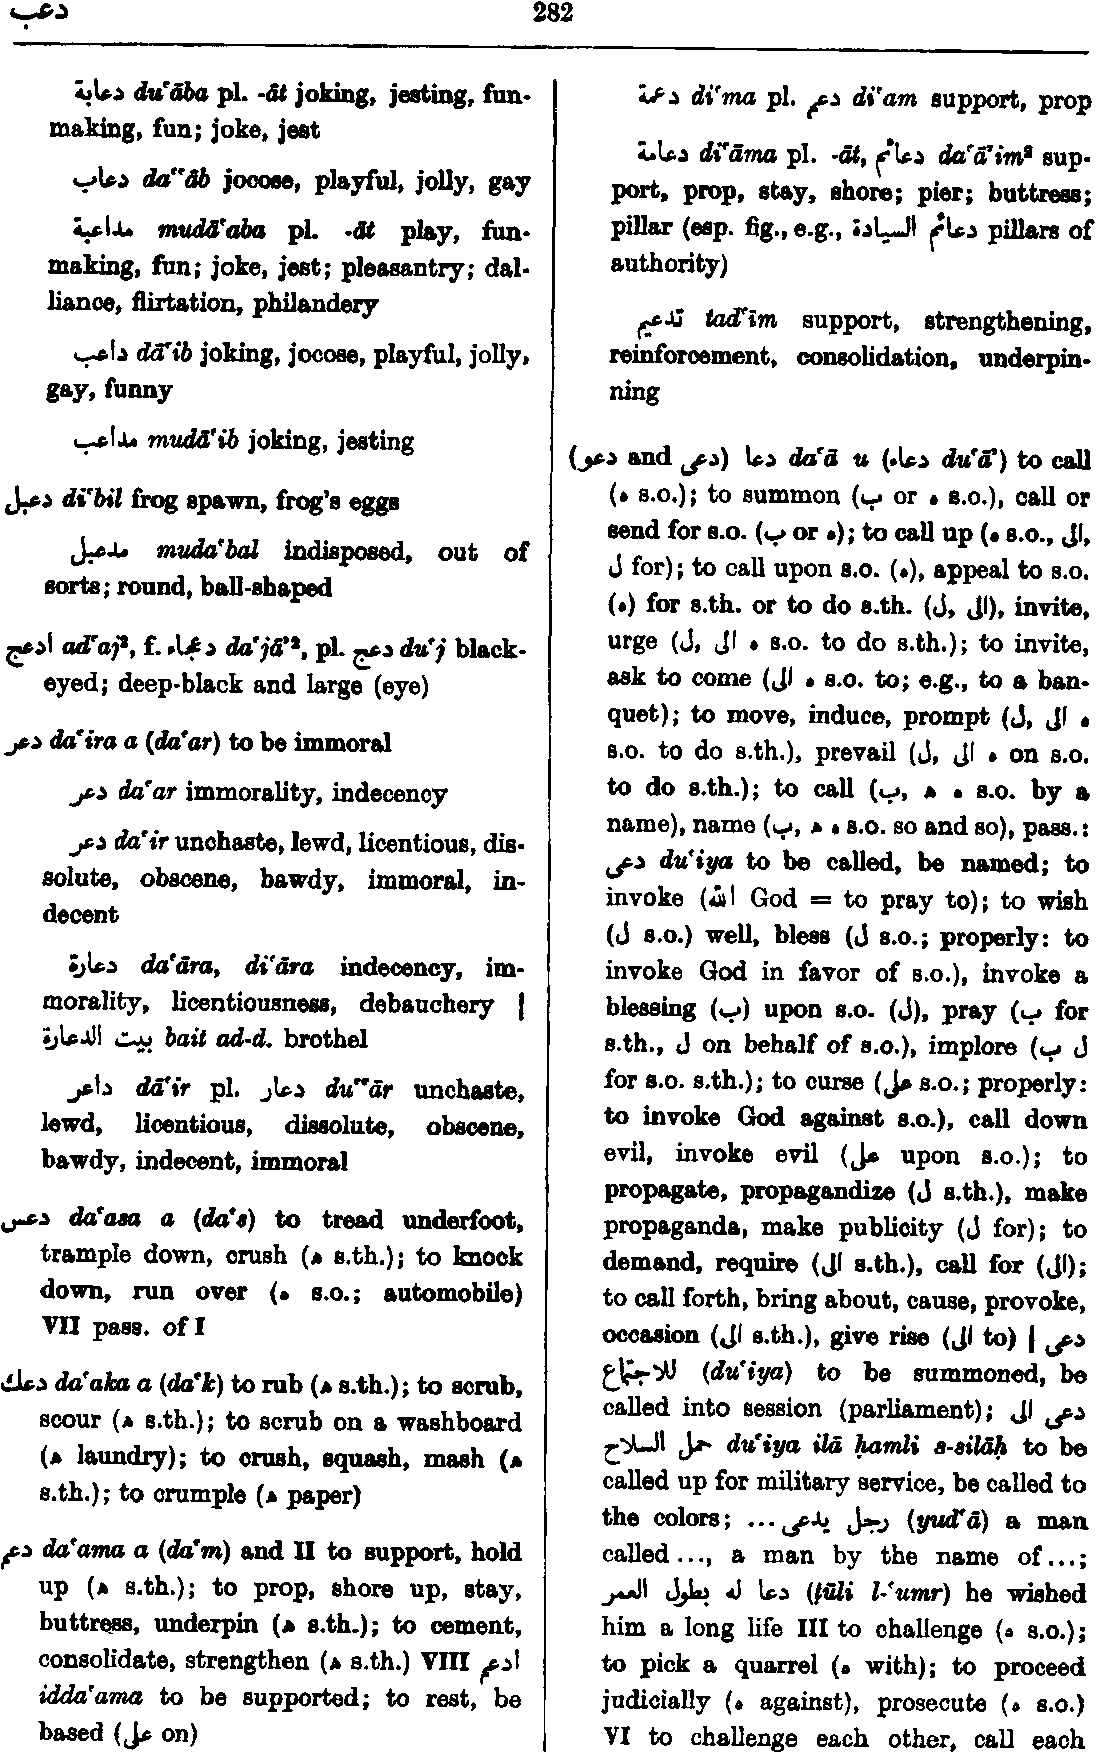 دعب
282
دعابة du‘āba pl. -āt joking, jesting, fun-
making, fun; joke, jest
دعاب da‘‘āb jocose, playful, jolly, gay
مداعبة mudā‘aba pl. -āt play, fun-
making, fun; joke, jest; pleasantry; dal-
liance, flirtation, philandery
داعب dā‘ib joking, jocose, playful, jolly,
gay, funny
مداعب mudā‘ib joking, jesting
دعبل di‘bil frog spawn, frog's eggs
مدعبل muda‘bal indisposed, out of
sorts; round, ball-shaped
ادعج ad‘aj², f. دعجاء da‘jā’², pl. دعج du‘j black-
eyed; deep-black and large (eye)
دعر da‘ira a (da‘ar) to be immoral
دعر da‘ar immorality, indecency
دعر da‘ir unchaste, lewd, licentious, dis-
solute, obscene, bawdy, immoral, in-
decent
دعارة da‘āra, di‘āra indecency, im-
morality, licentiousness, debauchery |
بيت الدعارة bait ad-d. brothel
داعر dā‘ir pl. دعار du‘‘ār unchaste,
lewd, licentious, dissolute, obscene,
bawdy, indecent, immoral
دعس da‘asa a (da‘s) to tread underfoot,
trample down, crush (ه s.th.); to knock
down, run over (ه s.o.; automobile)
VII pass. of I
دعك da‘aka a (da‘k) to rub (ه s.th.); to scrub,
scour (ه s.th.); to scrub on a washboard
(ه laundry); to crush, squash, mash (ه
s.th.); to crumple (ه paper)
دعم da‘ama a (da‘m) and II to support, hold
up (ه s.th.); to prop, shore up, stay,
buttress, underpin (ه s.th.); to cement,
consolidate, strengthen (ه s.th.) VIII ادعم
idda‘ama to be supported; to rest, be
based (على on)
دعمة di‘ma pl. دعم di‘am support, prop
دعامة di‘āma pl. -āt, دعائم da‘ā’im² sup-
port, prop, stay, shore; pier; buttress;
pillar (esp. fig., e.g., دعائم السيادة pillars of
authority)
تدعيم tad‘īm support, strengthening,
reinforcement, consolidation, underpin-
ning
(دعى and دعو) دعا da‘ā u (دعاء du‘ā’) to call
(ه s.o.); to summon (ب or ه s.o.), call or
send for s.o. (ب or ه); to call up (ه s.o., الى,
ل for); to call upon s.o. (ه), appeal to s.o.
(ه) for s.th. or to do s.th. (الى, ل), invite,
urge (ل, الى ه s.o. to do s.th.); to invite,
ask to come (الى ه s.o. to; e.g., to a ban-
quet); to move, induce, prompt (ل, الى ه
s.o. to do s.th.), prevail (ل, الى ه on s.o.
to do s.th.); to call (ب, ه ه s.o. by a
name), name (ب, ه ه s.o. so and so), pass.:
دعى du‘iya to be called, be named; to
invoke (الله God = to pray to); to wish
(ل s.o.) well, bless (ل s.o.; properly: to
invoke God in favor of s.o.), invoke a
blessing (ب) upon s.o. (ل), pray (ب for
s.th., ل on behalf of s.o.), implore (ب ل
for s.o. s.th.); to curse (على s.o.; properly:
to invoke God against s.o.), call down
evil, invoke evil (على upon s.o.); to
propagate, propagandize (ل s.th.), make
propaganda, make publicity (ل for); to
demand, require (الى s.th.), call for (الى);
to call forth, bring about, cause, provoke,
occasion (الى s.th.), give rise (الى to) | دعى
للاجتماع (du‘iya) to be summoned, be
called into session (parliament); دعى الى
حمل السلاح du‘iya ilā ḥamli s-silāḥ to be
called up for military service, be called to
the colors; رجل يدعى... (yud‘ā) a man
called ..., a man by the name of...;
دعا له بطول العمر (ṭūli l-‘umr) he wished
him a long life III to challenge (ه s.o.);
to pick a quarrel (ه with); to proceed
judicially (ه against), prosecute (ه s.o.)
VI to challenge each other, call each